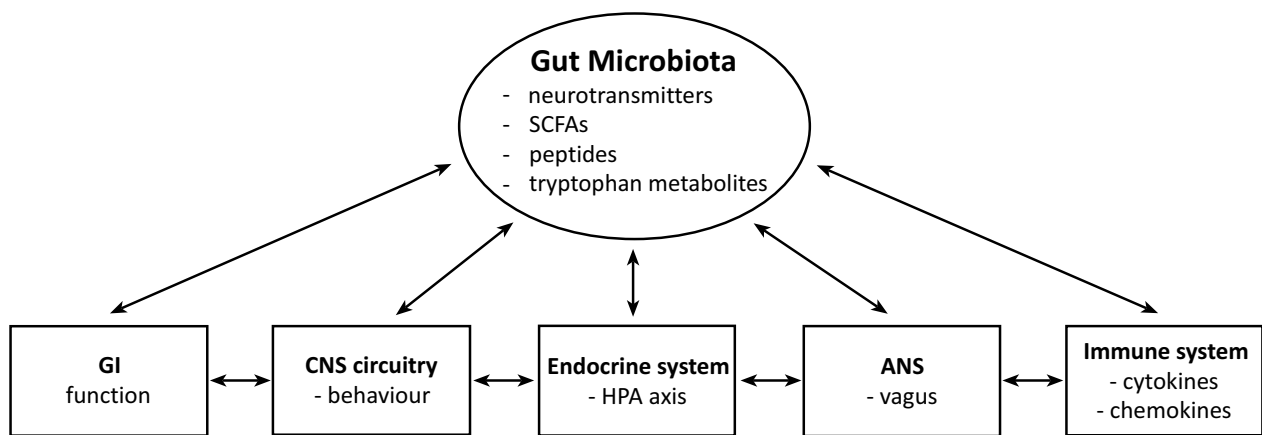 Gut Microbiota
- neurotransmitters
- SCFAs
- peptides
- tryptophan metabolites
GI
function
CNS circuitry
- behaviour
Endocrine system
- HPA axis
ANS
- vagus
Immune system
- cytokines
- chemokines